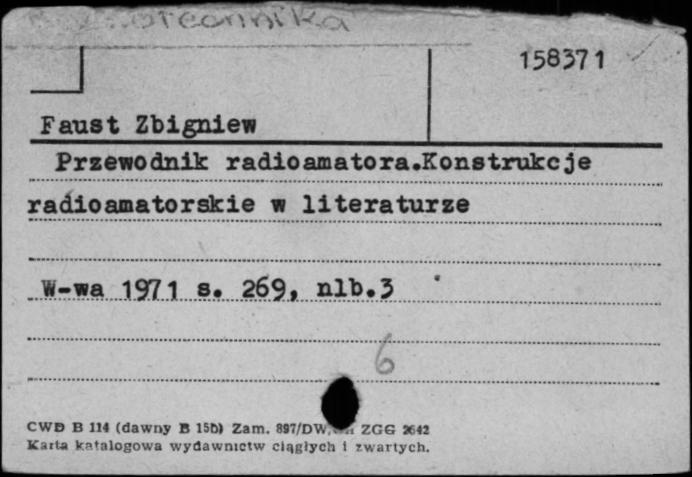 158371
Faust Zbigniew
Przewodnik radioamatora.Konstrukcje
radioamatorskie w literaturze
W-wa 1971 s. 269, nlb.3
6
CWD B 114 (dawny B 15b) Zam. 897/DW, ZGG 2642
Karta katalogowa wydawnictw ciągłych i zwartych.